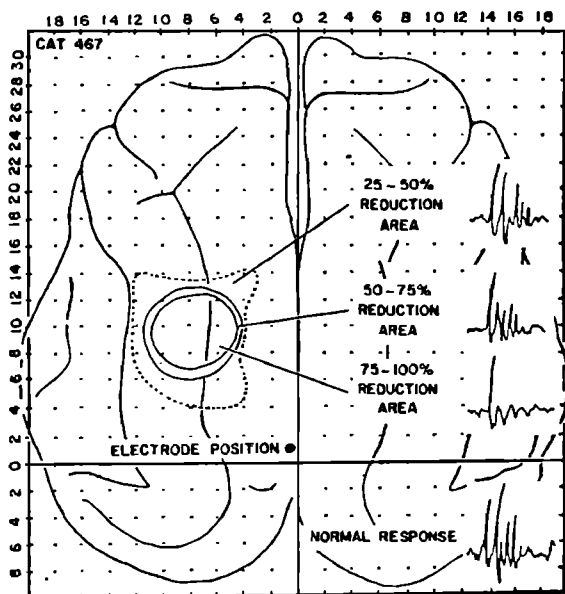 18 16 14 12 10 8 6 4 2 0 2 4 6 8 10 12 14 16 18
CAT 467
30
28
26
24
22
20
18
16
14
12
10
8
6
4
2
0
2
4
6
8
25-50%
REDUCTION
AREA
50-75%
REDUCTION
AREA
75-100%
REDUCTION
AREA
ELECTRODE POSITION
NORMAL RESPONSE